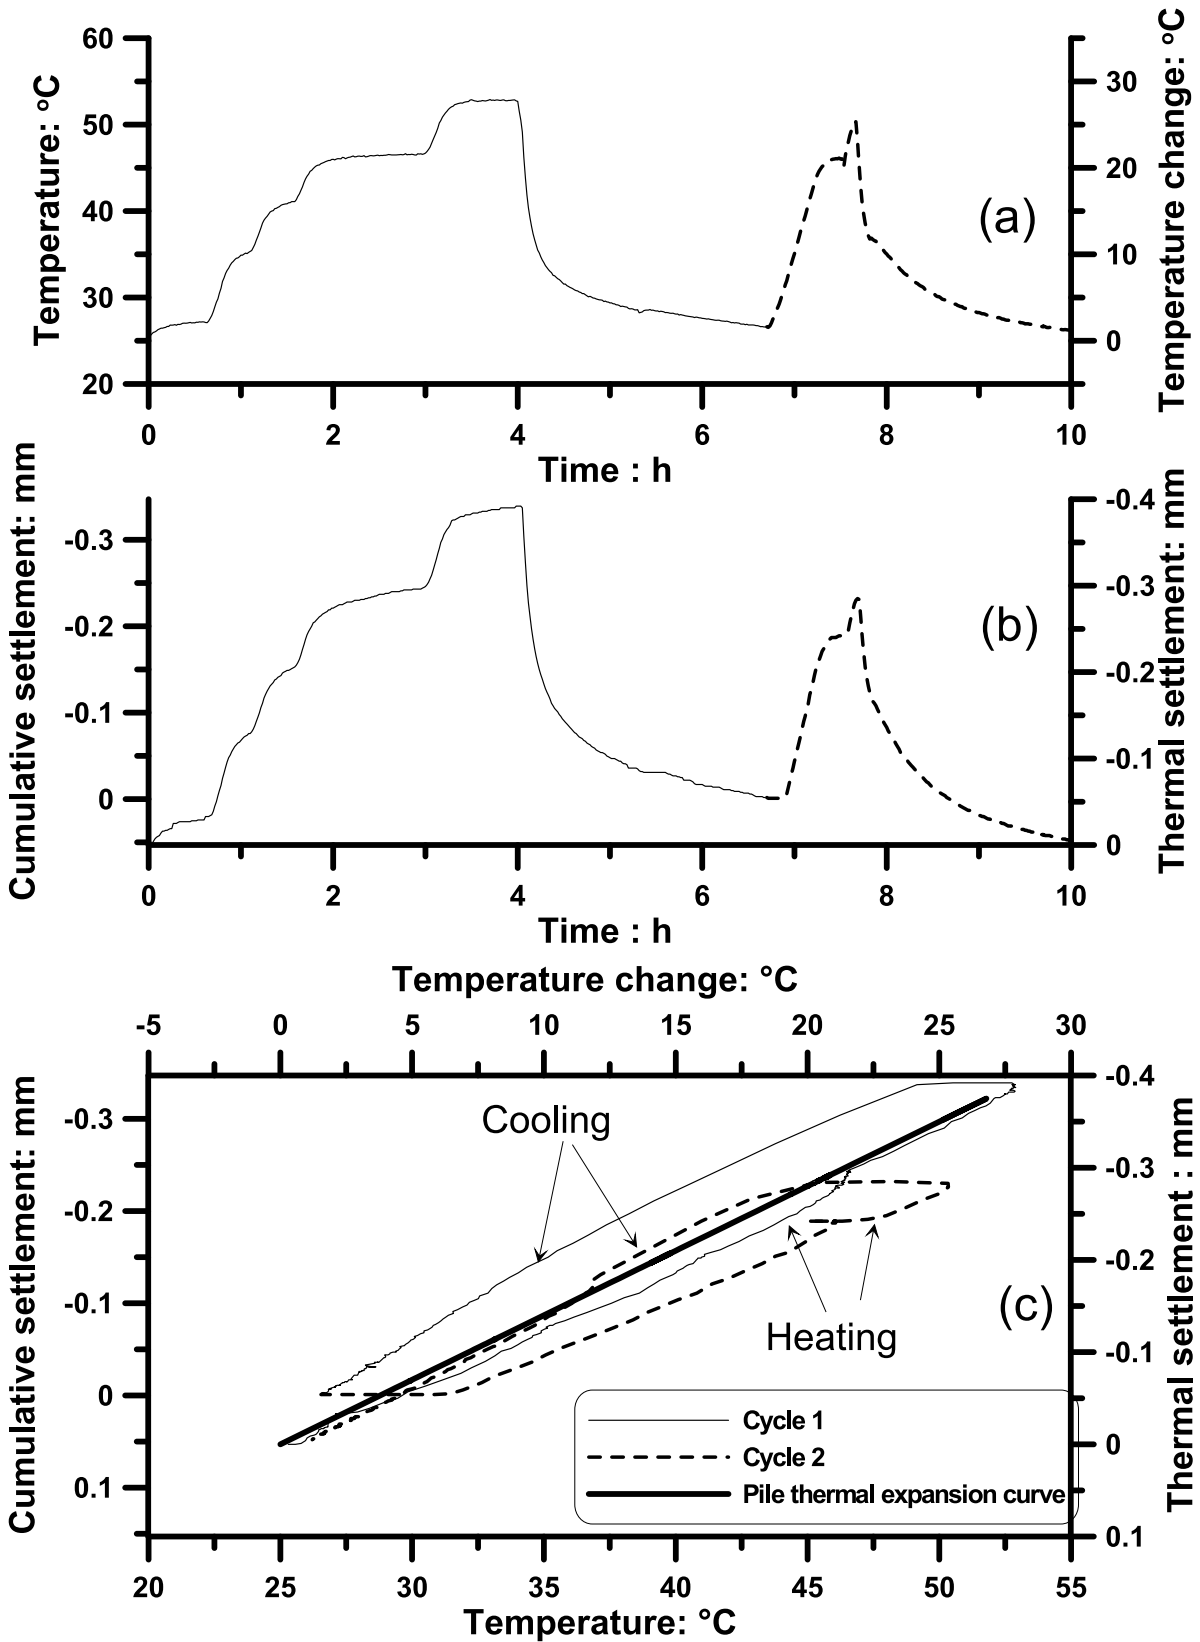 Temperature: °C
60
50
40
30
20
Temperature change: °C
30
20
10
0
(a)
0 2 4 6 8 10
Time : h
Cumulative settlement: mm
-0.3
-0.2
-0.1
0
Thermal settlement: mm
-0.4
-0.3
-0.2
-0.1
0
(b)
0 2 4 6 8 10
Time : h
Temperature change: °C
-5 0 5 10 15 20 25 30
Cumulative settlement: mm
-0.3
-0.2
-0.1
0
0.1
Thermal settlement : mm
-0.4
-0.3
-0.2
-0.1
0
0.1
Cooling
(c)
Heating
Cycle 1
Cycle 2
Pile thermal expansion curve
20 25 30 35 40 45 50 55
Temperature: °C